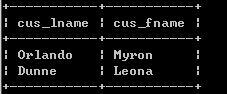 +-----------+-----------+
| cus_lname | cus_fname |
+-----------+-----------+
| Orlando   | Myron     |
| Dunne     | Leona     |
+-----------+-----------+